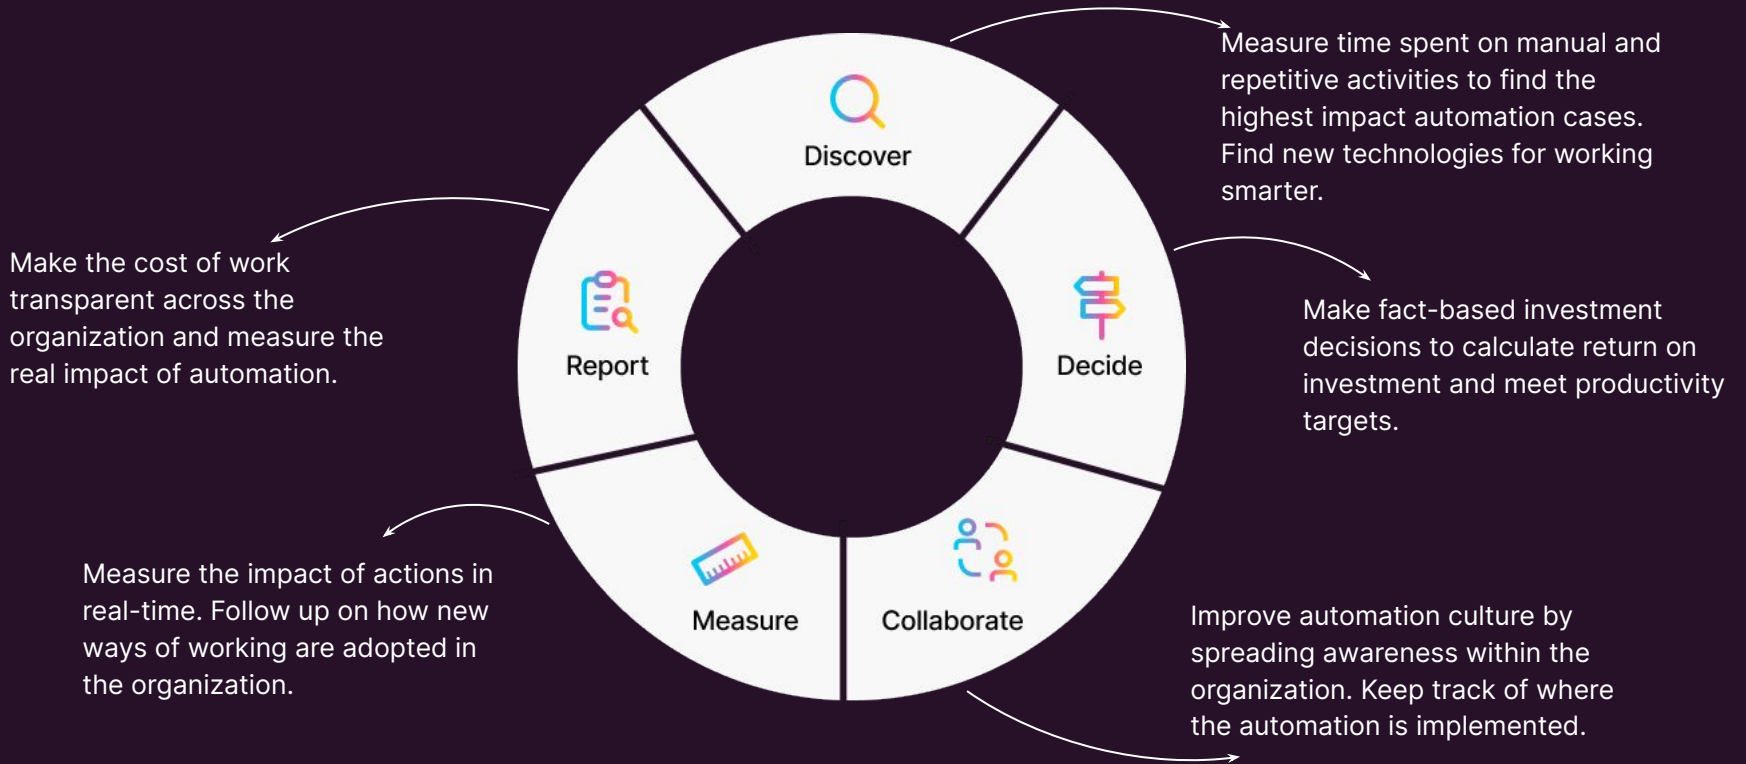 Discover
Measure time spent on manual and
repetitive activities to find the
highest impact automation cases.
Find new technologies for working
smarter.
Decide
Make fact-based investment
decisions to calculate return on
investment and meet productivity
targets.
Collaborate
Improve automation culture by
spreading awareness within the
organization. Keep track of where
the automation is implemented.
Measure
Measure the impact of actions in
real-time. Follow up on how new
ways of working are adopted in
the organization.
Report
Make the cost of work
transparent across the
organization and measure the
real impact of automation.